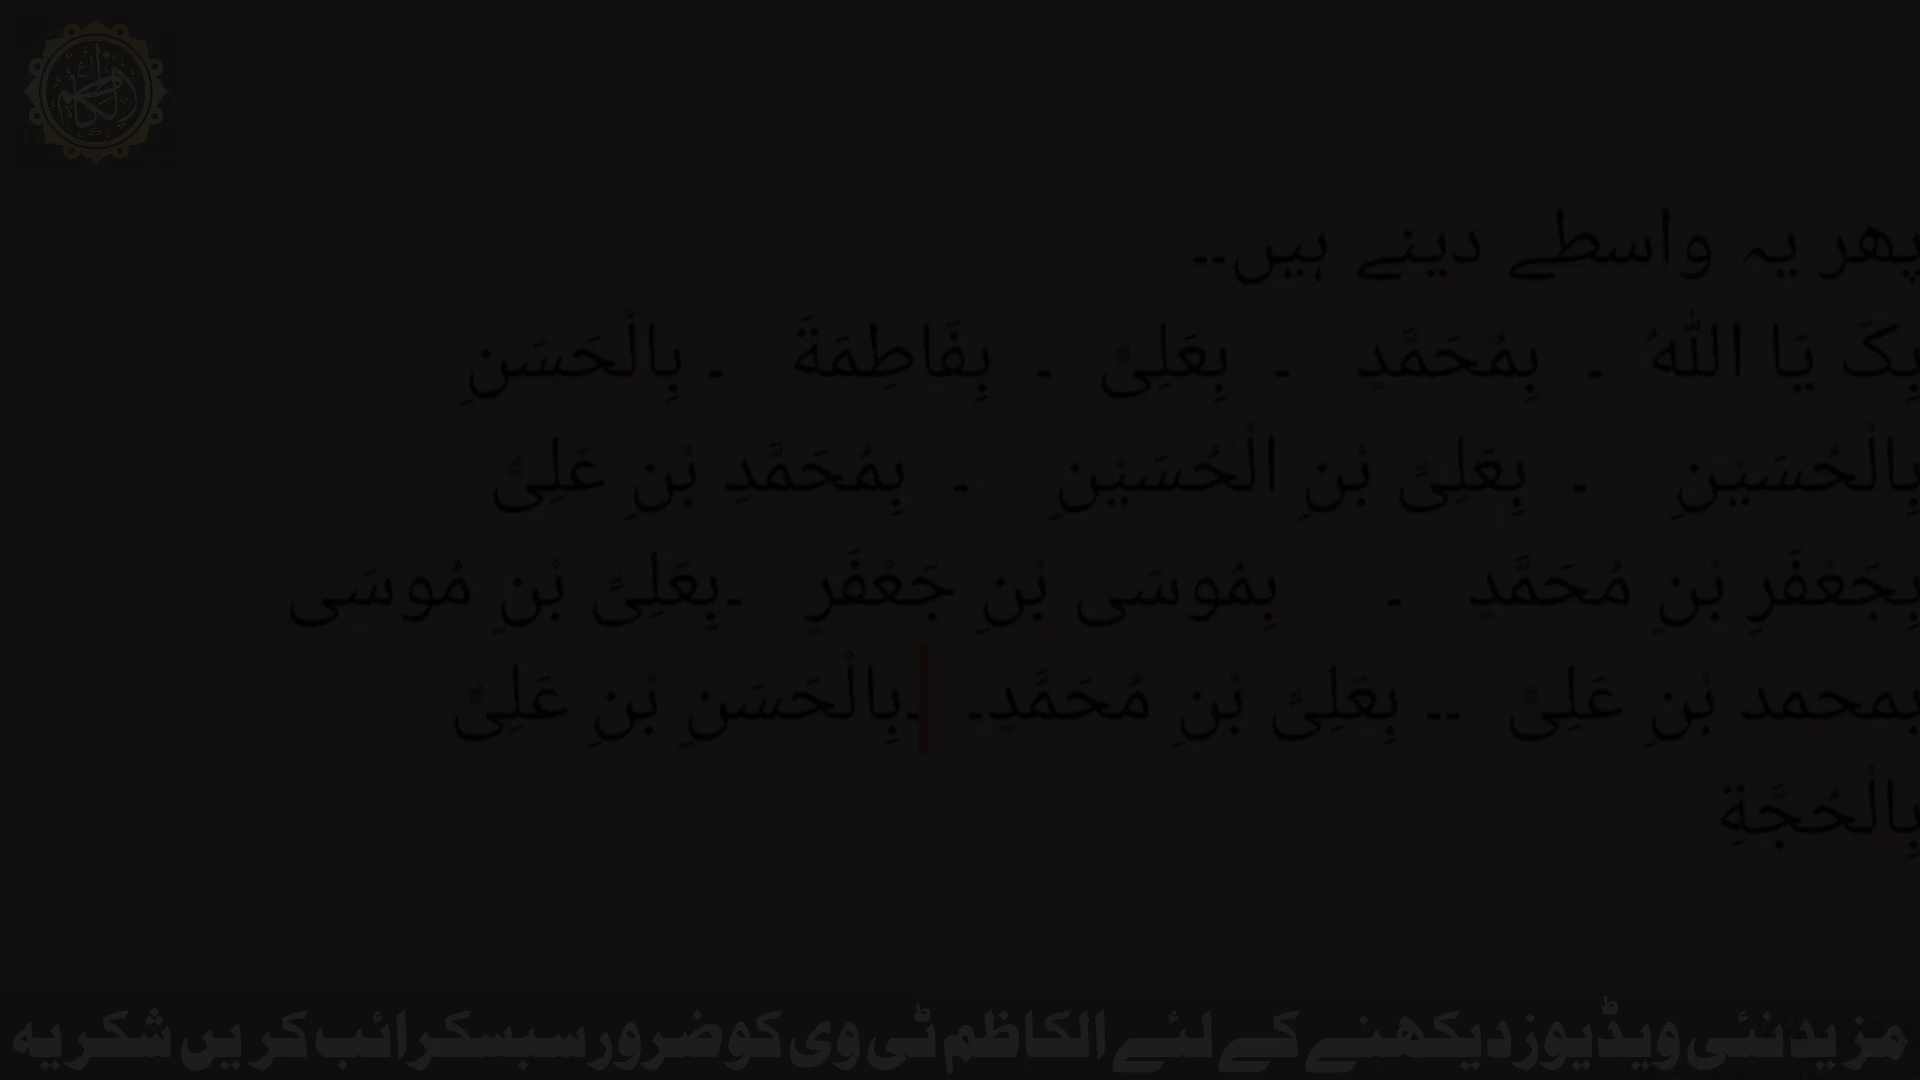 پھر یہ واسطے دینے ہیں۔۔
بِکَ یَا اللّٰهُ ۔ بِمُحَمَّدٍ ۔ بِعَلِیٍّ ۔ بِفَاطِمَةَ ۔ بِالْحَسَنِ
بِالْحُسَیْنِ ۔ بِعَلِیِّ بْنِ الْحُسَیْنِ ۔ بِمُحَمَّدِ بْنِ عَلِیٍّ
بِجَعْفَرِ بْنِ مُحَمَّدٍ ۔ بِمُوسَی بْنِ جَعْفَرٍ ۔بِعَلِیِّ بْنِ مُوسَی
بمحمد بْنِ عَلِیٍّ ۔۔ بِعَلِیِّ بْنِ مُحَمَّدٍ۔ ۔بِالْحَسَنِ بْنِ عَلِیٍّ
بِالْحُجَّةِ
مزید نئی ویڈیوز دیکھنے کے لئے الکاظم ٹی وی کو ضرور سبسکرائب کریں شکریہ